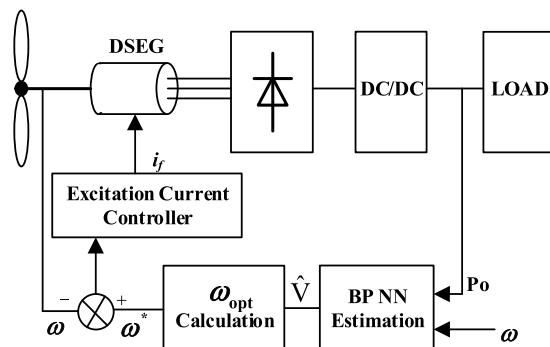 DSEG
DC/DC
LOAD
i_f
Excitation Current
Controller
Po
− +
ω ω*
ω_opt
Calculation
V̂
BP NN
Estimation
ω